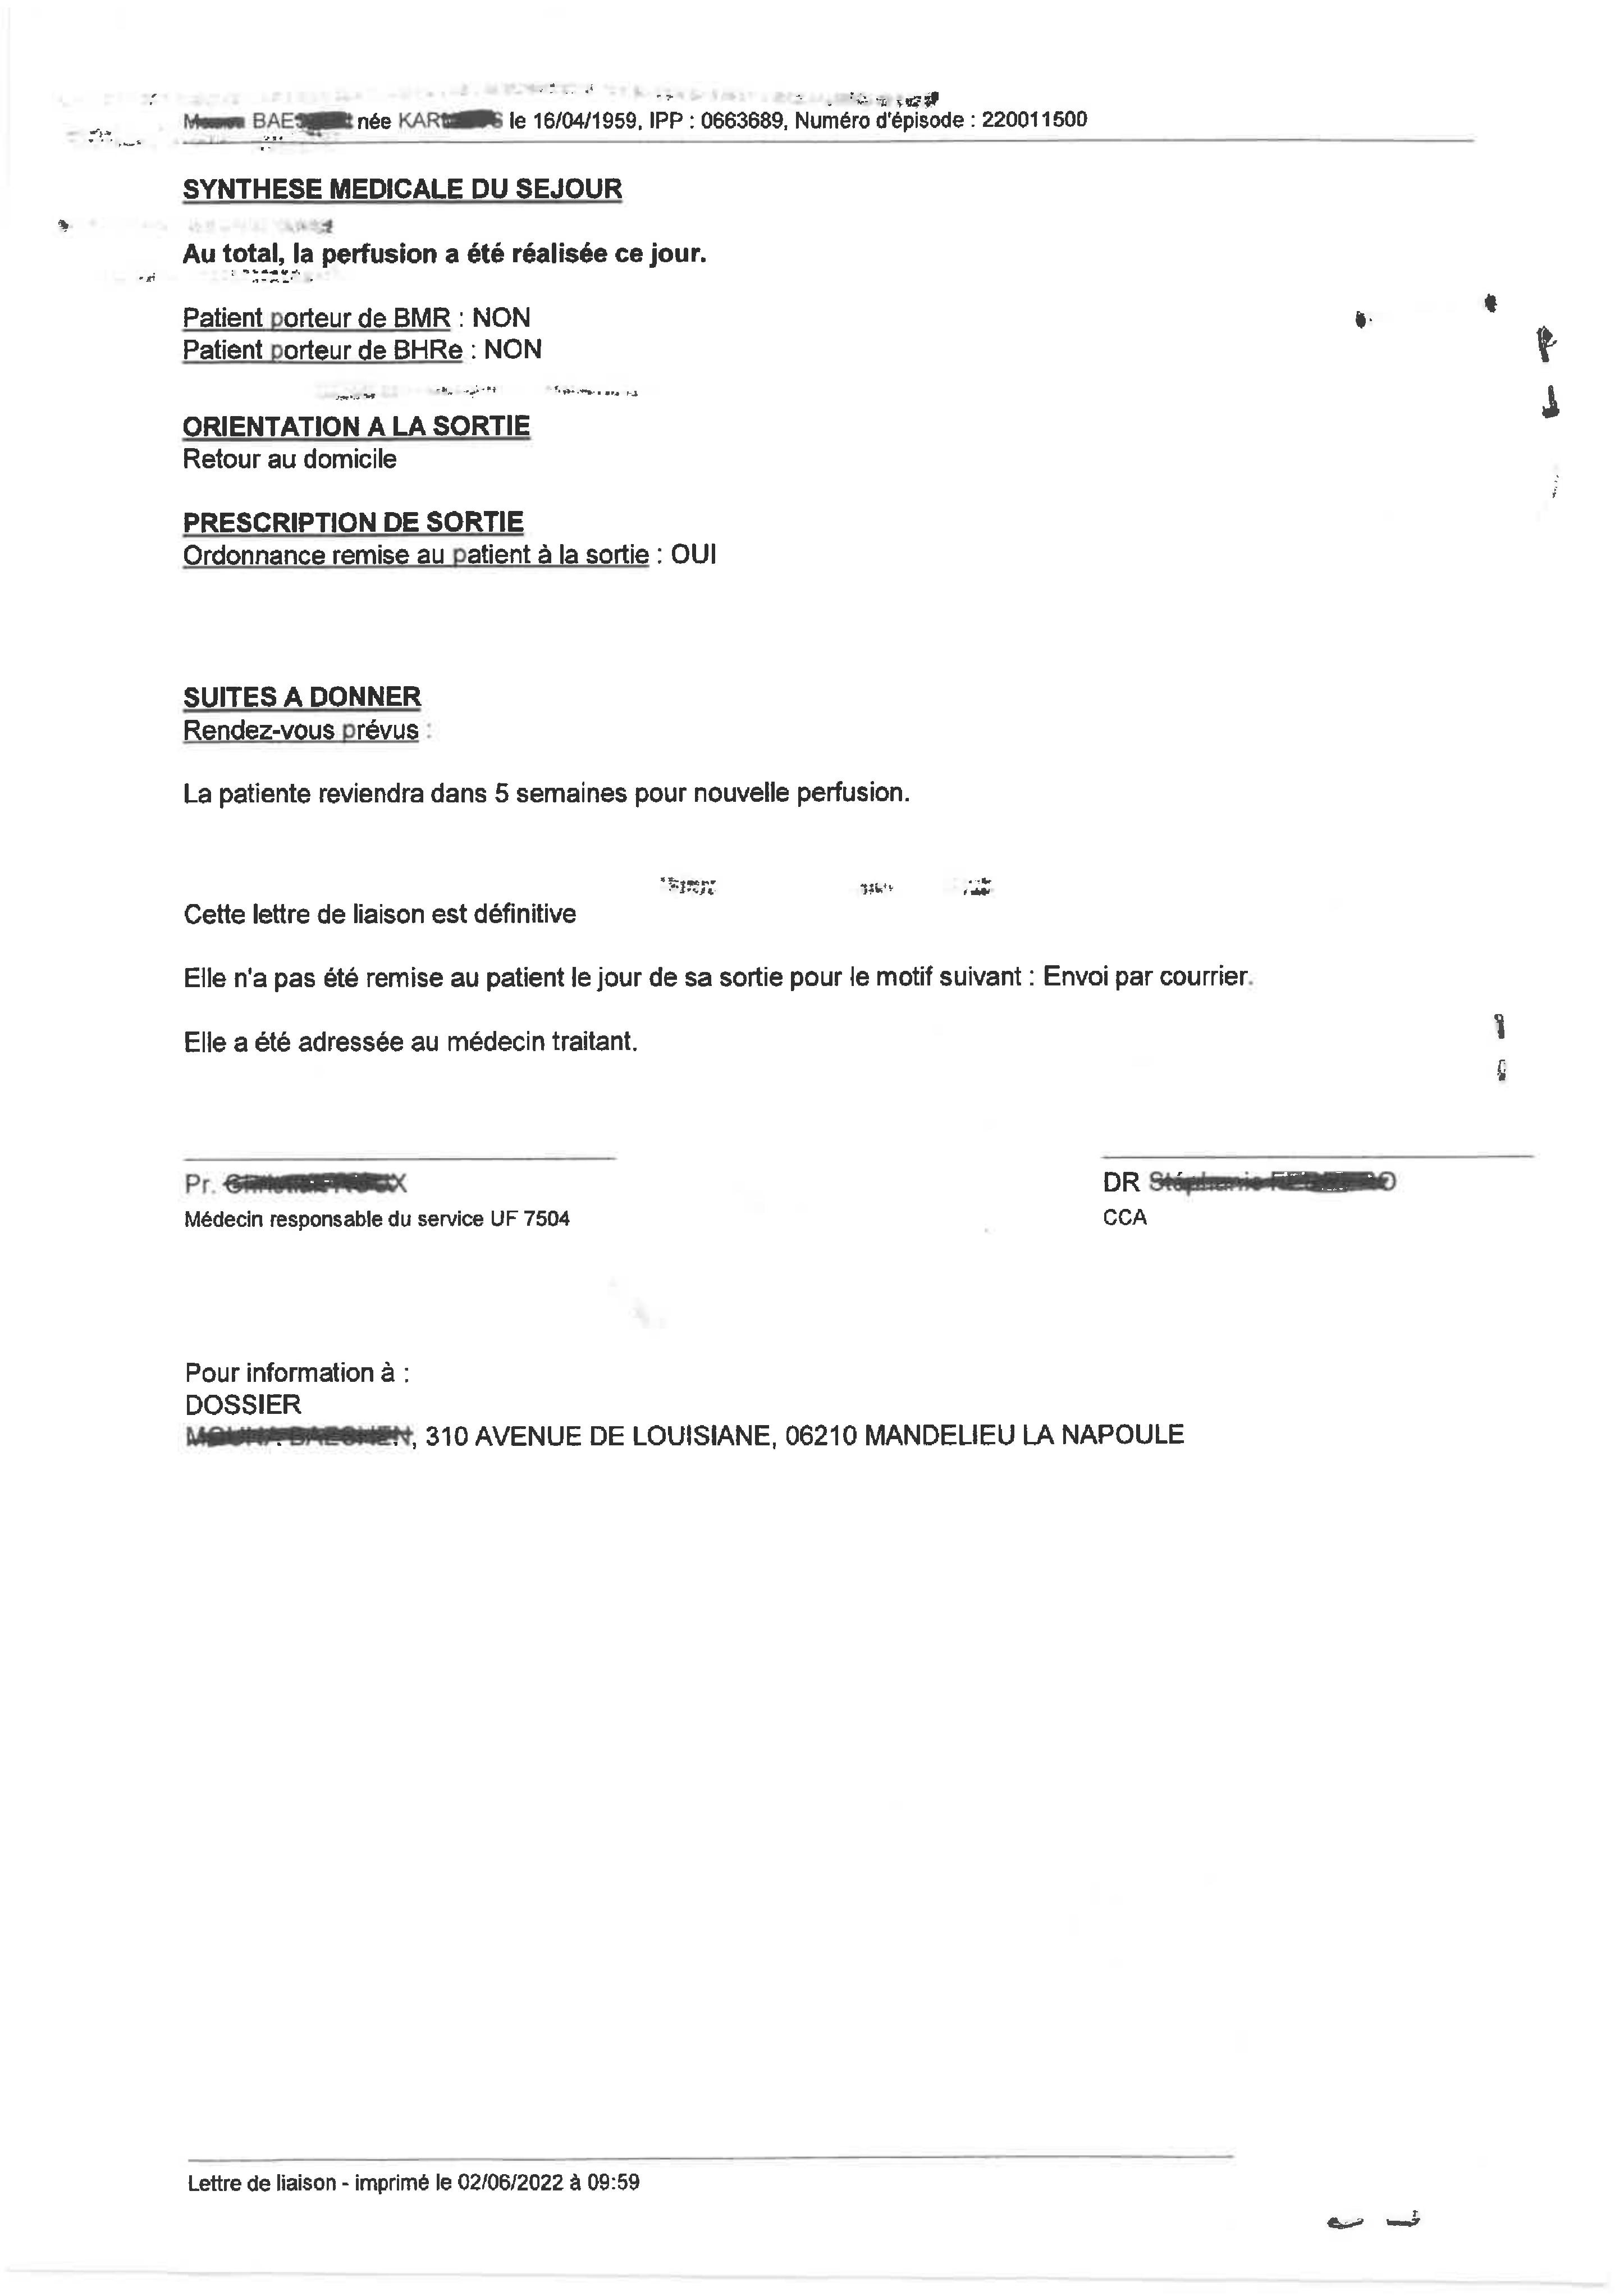 BAE née KAR le 16/04/1959, IPP : 0663689, Numéro d'épisode : 220011500
SYNTHESE MEDICALE DU SEJOUR
Au total, la perfusion a été réalisée ce jour.
Patient porteur de BMR : NON
Patient porteur de BHRe : NON
ORIENTATION A LA SORTIE
Retour au domicile
PRESCRIPTION DE SORTIE
Ordonnance remise au patient à la sortie : OUI
SUITES A DONNER
Rendez-vous prévus :
La patiente reviendra dans 5 semaines pour nouvelle perfusion.
Cette lettre de liaison est définitive
Elle n'a pas été remise au patient le jour de sa sortie pour le motif suivant : Envoi par courrier.
Elle a été adressée au médecin traitant.
Pr.
Médecin responsable du service UF 7504
DR
CCA
Pour information à :
DOSSIER
, 310 AVENUE DE LOUISIANE, 06210 MANDELIEU LA NAPOULE
Lettre de liaison - imprimé le 02/06/2022 à 09:59